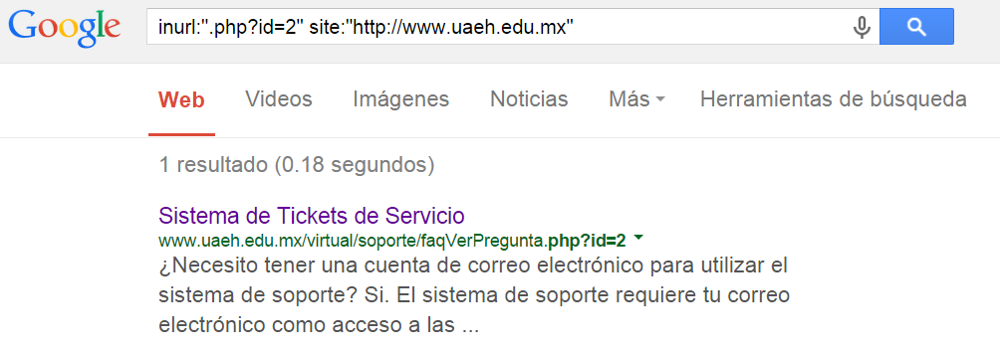 Google
inurl:".php?id=2" site:"http://www.uaeh.edu.mx"
Web Videos Imágenes Noticias Más Herramientas de búsqueda
1 resultado (0.18 segundos)
Sistema de Tickets de Servicio
www.uaeh.edu.mx/virtual/soporte/faqVerPregunta.php?id=2
¿Necesito tener una cuenta de correo electrónico para utilizar el
sistema de soporte? Si. El sistema de soporte requiere tu correo
electrónico como acceso a las ...